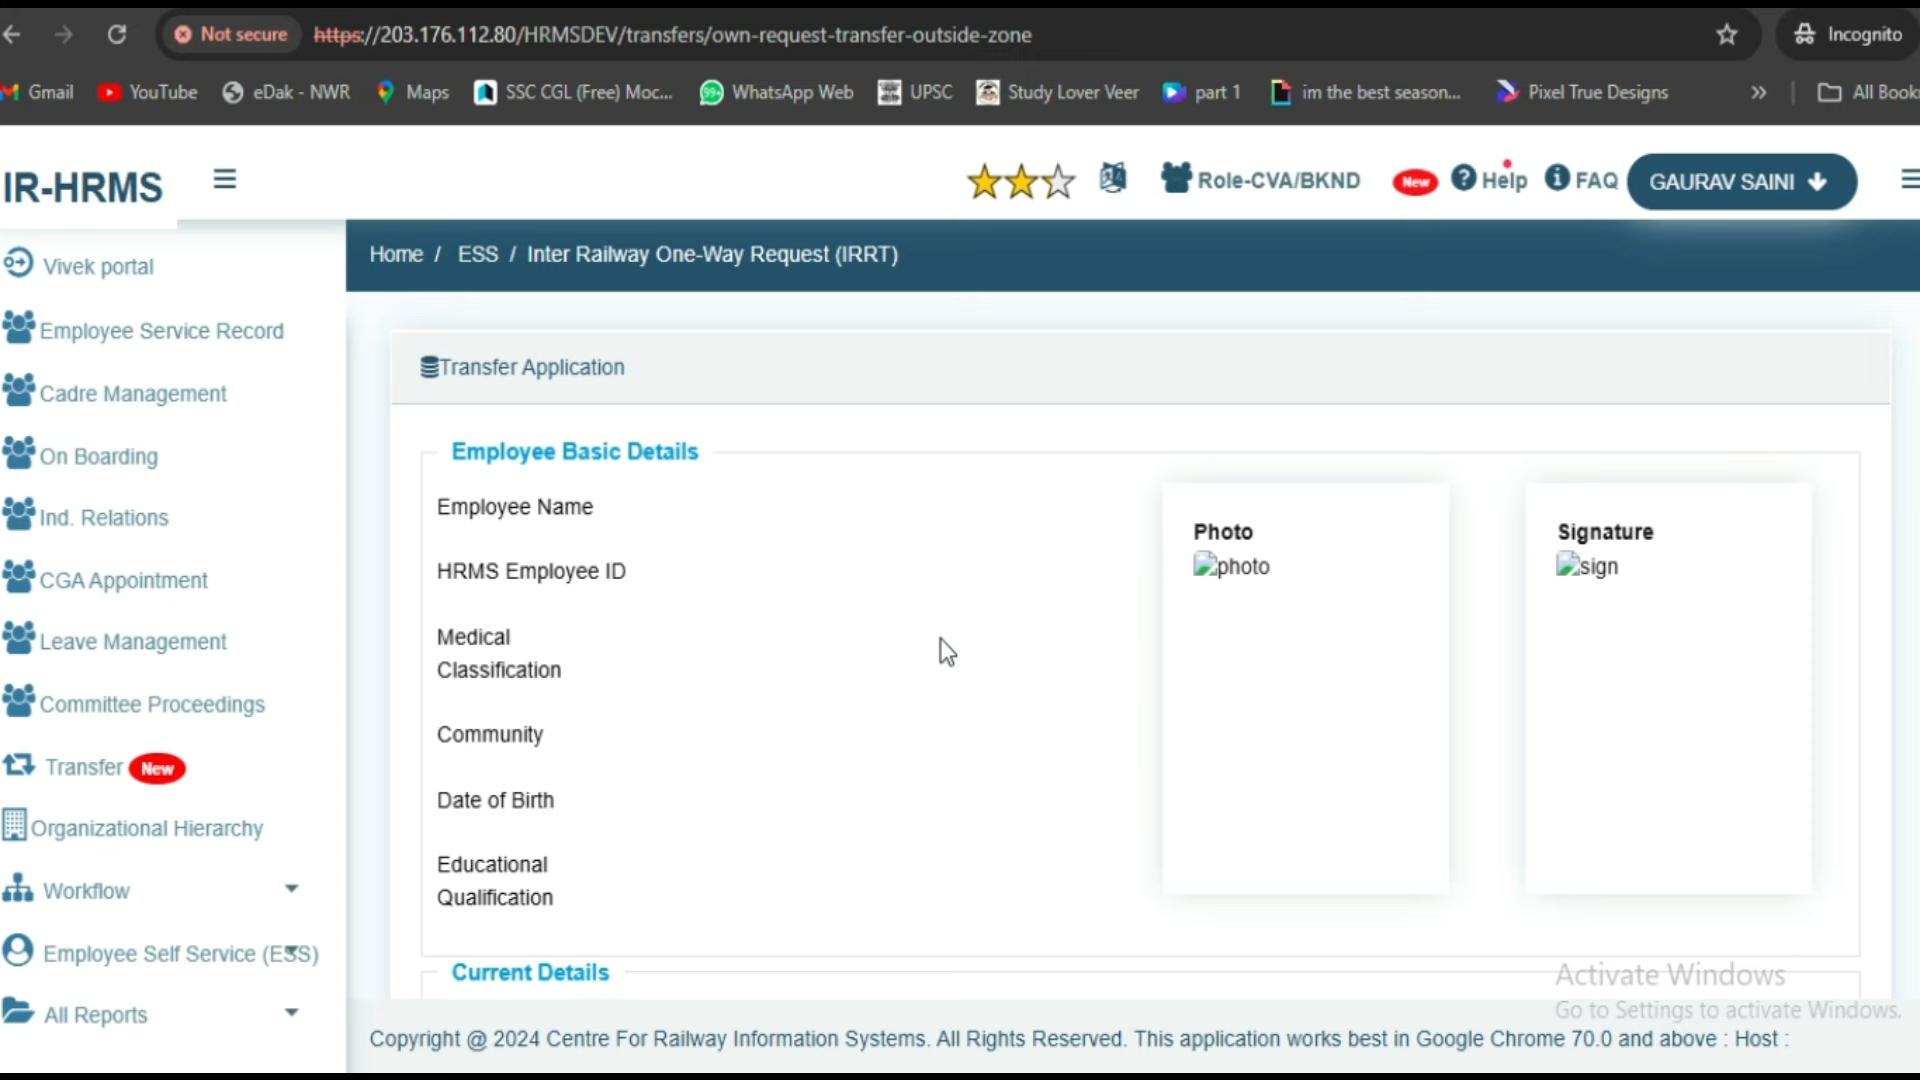 Not secure https://203.176.112.80/HRMSDEV/transfers/own-request-transfer-outside-zone Incognito
Gmail YouTube eDak - NWR Maps SSC CGL (Free) Moc... 99+ WhatsApp Web UPSC Study Lover Veer part 1 im the best season... Pixel True Designs » All Book
IR-HRMS Role-CVA/BKND New Help FAQ GAURAV SAINI
Home / ESS / Inter Railway One-Way Request (IRRT)
Vivek portal
Employee Service Record
Cadre Management
On Boarding
Ind. Relations
CGA Appointment
Leave Management
Committee Proceedings
Transfer New
Organizational Hierarchy
Workflow
Employee Self Service (ESS)
All Reports
Transfer Application
Employee Basic Details
Employee Name
HRMS Employee ID
Medical
Classification
Community
Date of Birth
Educational
Qualification
Photo
photo
Signature
sign
Current Details
Activate Windows
Go to Settings to activate Windows.
Copyright @ 2024 Centre For Railway Information Systems. All Rights Reserved. This application works best in Google Chrome 70.0 and above : Host :